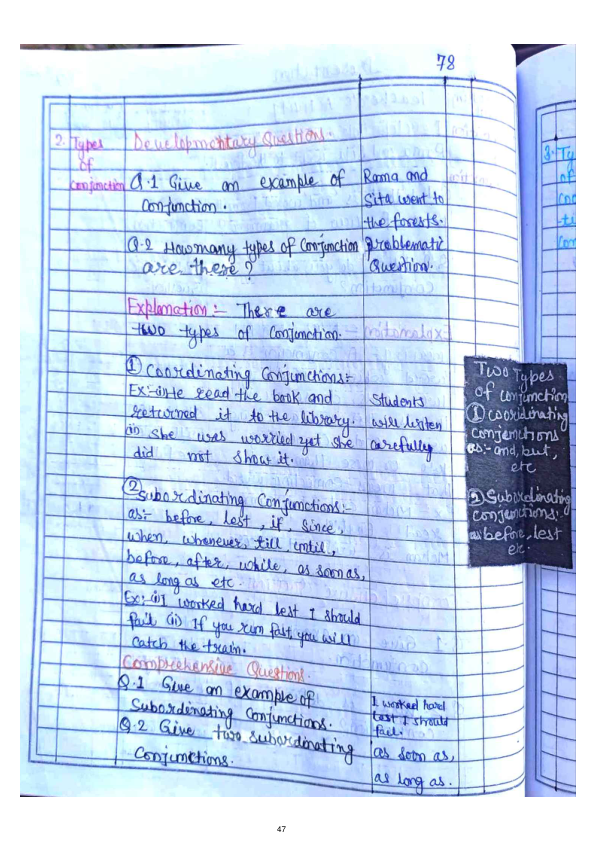 78
2. Types of Conjunction
Developmentary Questions.
Q.1 Give an example of Conjunction.
Rama and Sita went to the forests.
Q.2 How many types of Conjunction are these?
Problematic Question.
Explanation :- There are two types of Conjunction.
① Coordinating Conjunctions:-
Ex:- (i) He read the book and returned it to the library.
(ii) She was worried yet she did not show it.
Students will listen carefully
② Subordinating Conjunctions:-
as:- before, lest, if, since, when, whenever, till, until, before, after, while, as soon as, as long as etc.
Ex:- (i) I worked hard lest I should fail (ii) If you run fast, you will catch the train.
Two Types of conjunction
① Coordinating conjunctions as:- and, but, etc
② Subordinating conjunctions: as before, lest etc.
Comprehensive Questions.
Q.1 Give an example of Subordinating Conjunctions.
I worked hard lest I should fail.
Q.2 Give two subordinating Conjunctions.
as soon as, as long as.
47